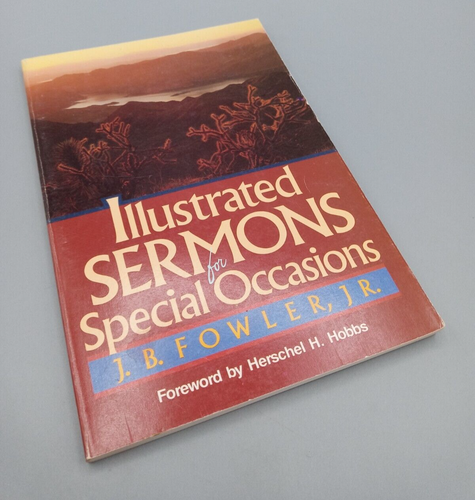 Illustrated
SERMONS
for
Special Occasions
J. B. FOWLER, JR.
Foreword by Herschel H. Hobbs